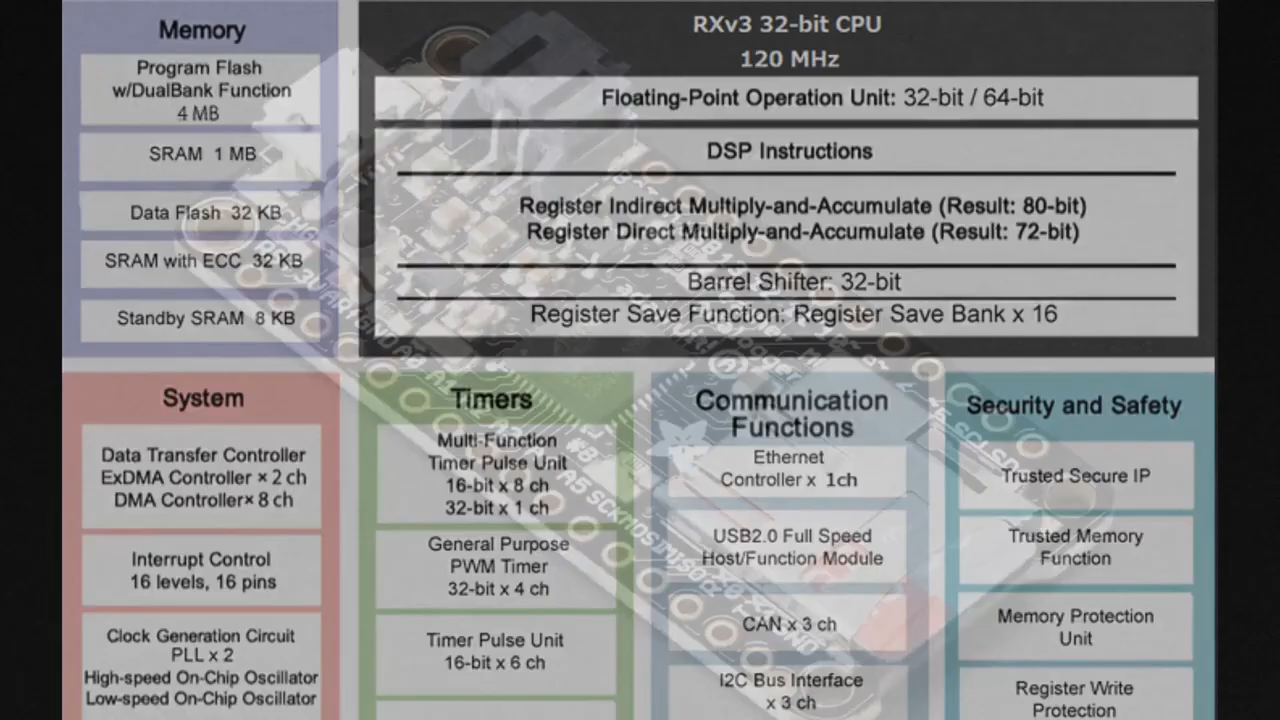 Memory
Program Flash
w/DualBank Function
4 MB
SRAM 1 MB
Data Flash 32 KB
SRAM with ECC 32 KB
Standby SRAM 8 KB
RXv3 32-bit CPU
120 MHz
Floating-Point Operation Unit: 32-bit / 64-bit
DSP Instructions
Register Indirect Multiply-and-Accumulate (Result: 80-bit)
Register Direct Multiply-and-Accumulate (Result: 72-bit)
Barrel Shifter: 32-bit
Register Save Function: Register Save Bank x 16
System
Data Transfer Controller
ExDMA Controller × 2 ch
DMA Controller× 8 ch
Interrupt Control
16 levels, 16 pins
Clock Generation Circuit
PLL x 2
High-speed On-Chip Oscillator
Low-speed On-Chip Oscillator
Timers
Multi-Function
Timer Pulse Unit
16-bit x 8 ch
32-bit x 1 ch
General Purpose
PWM Timer
32-bit x 4 ch
Timer Pulse Unit
16-bit x 6 ch
Communication
Functions
Ethernet
Controller x 1ch
USB2.0 Full Speed
Host/Function Module
CAN x 3 ch
I2C Bus Interface
x 3 ch
Security and Safety
Trusted Secure IP
Trusted Memory
Function
Memory Protection
Unit
Register Write
Protection